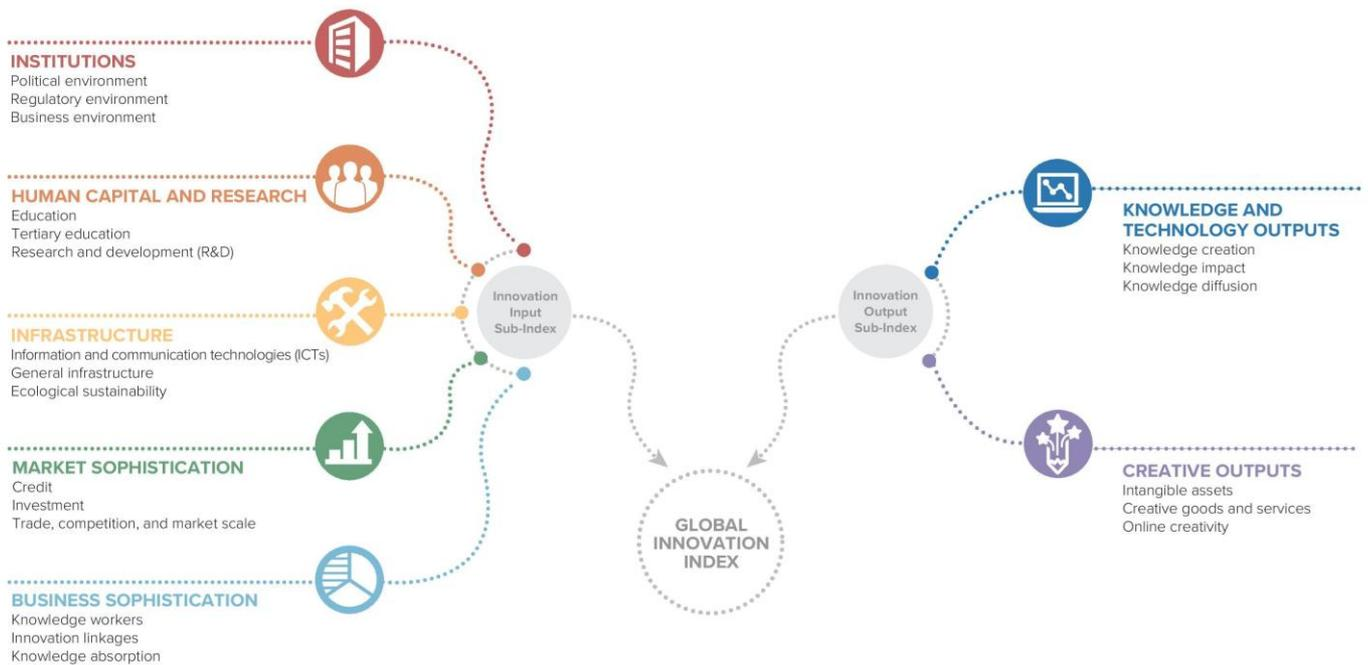 INSTITUTIONS
Political environment
Regulatory environment
Business environment
HUMAN CAPITAL AND RESEARCH
Education
Tertiary education
Research and development (R&D)
INFRASTRUCTURE
Information and communication technologies (ICTs)
General infrastructure
Ecological sustainability
MARKET SOPHISTICATION
Credit
Investment
Trade, competition, and market scale
BUSINESS SOPHISTICATION
Knowledge workers
Innovation linkages
Knowledge absorption
Innovation
Input
Sub-Index
GLOBAL
INNOVATION
INDEX
Innovation
Output
Sub-Index
KNOWLEDGE AND
TECHNOLOGY OUTPUTS
Knowledge creation
Knowledge impact
Knowledge diffusion
CREATIVE OUTPUTS
Intangible assets
Creative goods and services
Online creativity